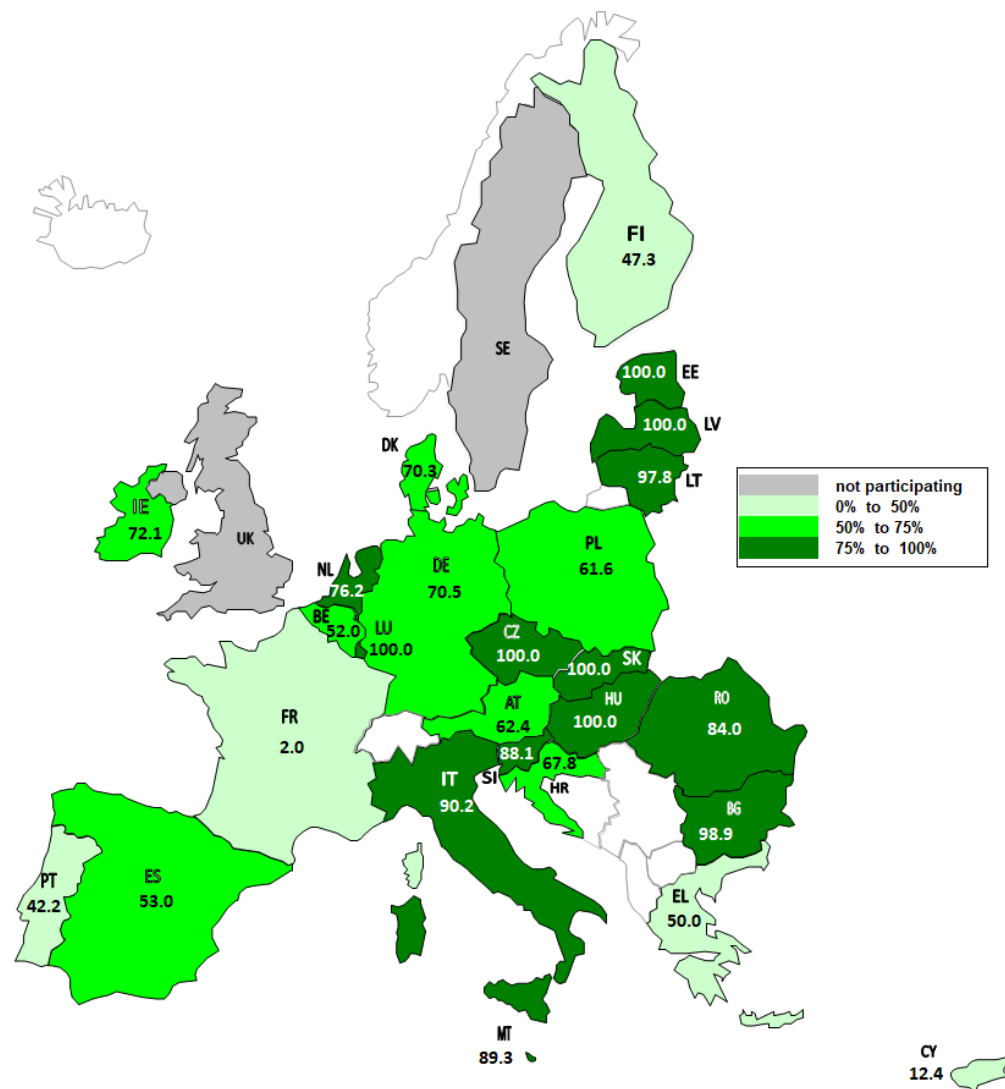 FI
47.3
SE
100.0 EE
100.0 LV
97.8 LT
DK
70.3
IE
72.1
UK
not participating
0% to 50%
50% to 75%
75% to 100%
NL
76.2
DE
70.5
PL
61.6
BE
52.0
LU
100.0
CZ
100.0
100.0 SK
AT
62.4
HU
100.0
RO
84.0
FR
2.0
88.1
SI
67.8
HR
IT
90.2
BG
98.9
PT
42.2
ES
53.0
EL
50.0
MT
89.3
CY
12.4